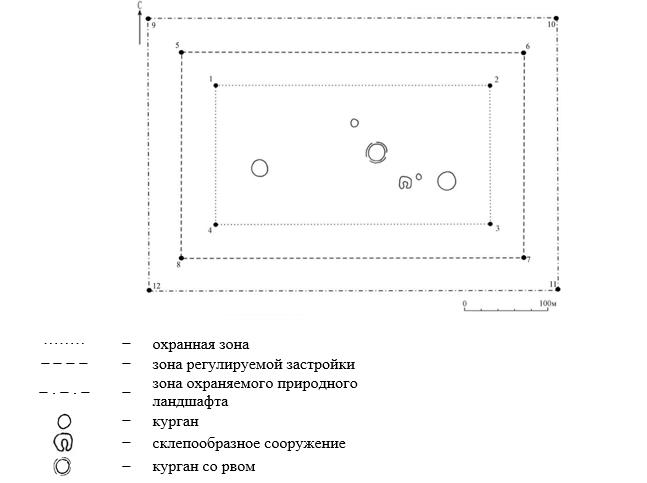 С
9
10
5
6
1
2
4
3
8
7
12
11
0
100м
– охранная зона
– зона регулируемой застройки
– зона охраняемого природного
ландшафта
– курган
– склепообразное сооружение
– курган со рвом